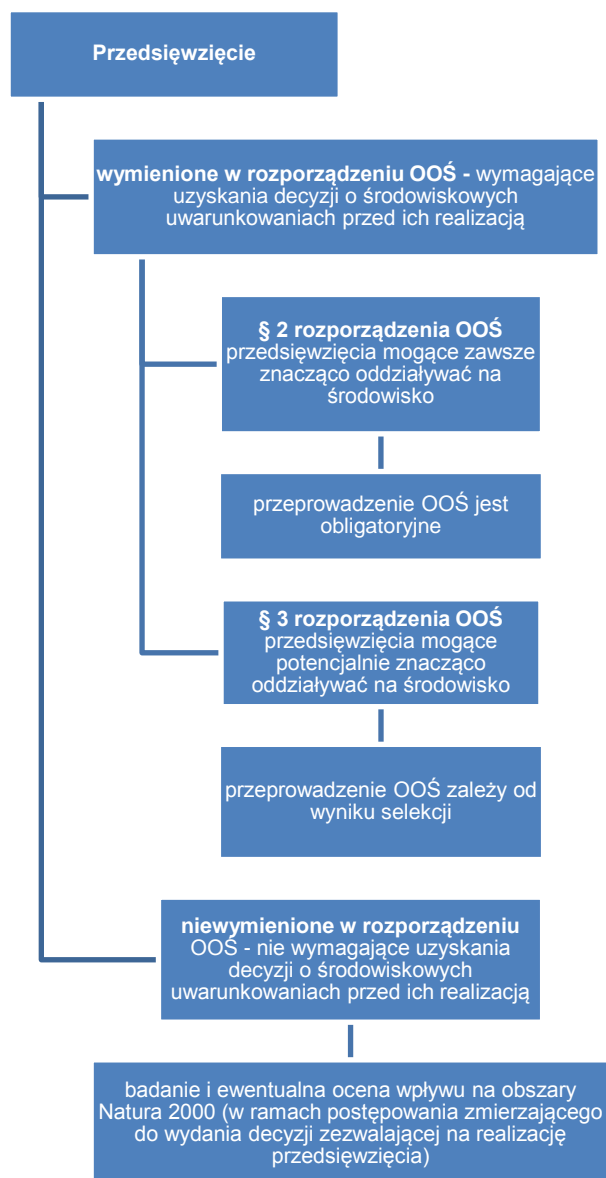 Przedsięwzięcie
wymienione w rozporządzeniu OOŚ - wymagające
uzyskania decyzji o środowiskowych
uwarunkowaniach przed ich realizacją
§ 2 rozporządzenia OOŚ
przedsięwzięcia mogące zawsze
znacząco oddziaływać na
środowisko
przeprowadzenie OOŚ jest
obligatoryjne
§ 3 rozporządzenia OOŚ
przedsięwzięcia mogące
potencjalnie znacząco
oddziaływać na środowisko
przeprowadzenie OOŚ zależy od
wyniku selekcji
niewymienione w rozporządzeniu
OOŚ - nie wymagające uzyskania
decyzji o środowiskowych
uwarunkowaniach przed ich realizacją
badanie i ewentualna ocena wpływu na obszary
Natura 2000 (w ramach postępowania zmierzającego
do wydania decyzji zezwalającej na realizację
przedsięwzięcia)